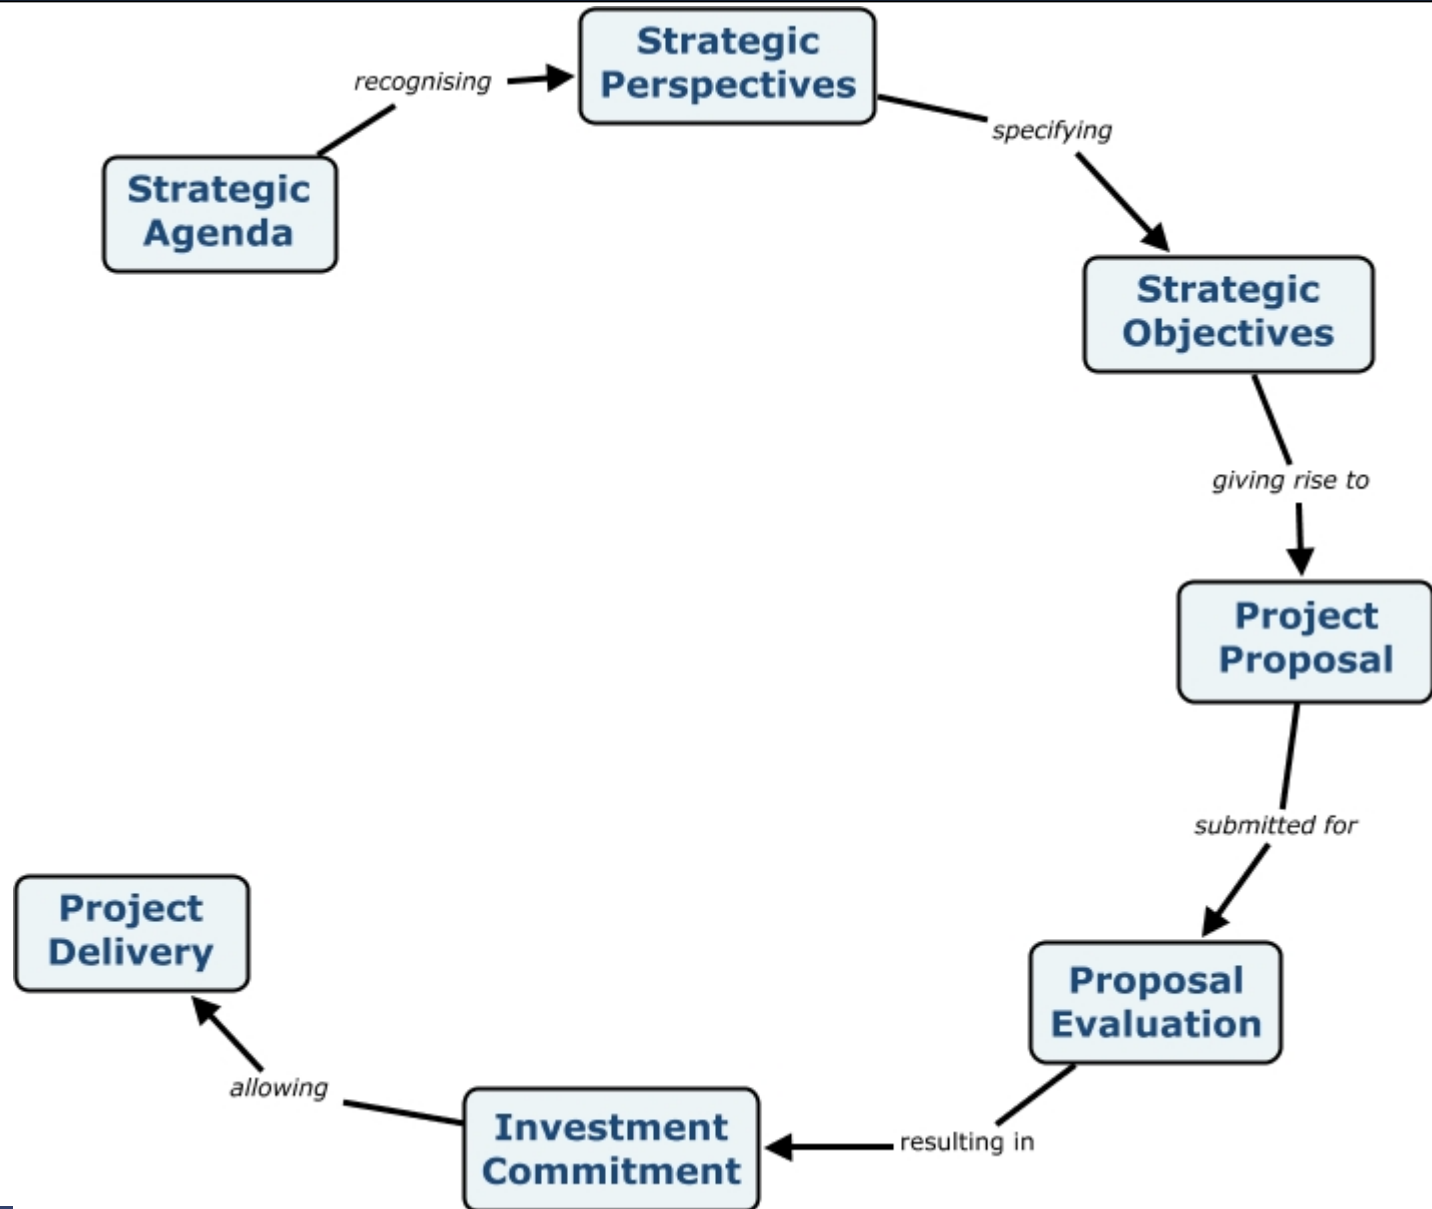 Strategic
Perspectives
recognising
specifying
Strategic
Agenda
Strategic
Objectives
giving rise to
Project
Proposal
submitted for
Proposal
Evaluation
resulting in
Investment
Commitment
allowing
Project
Delivery